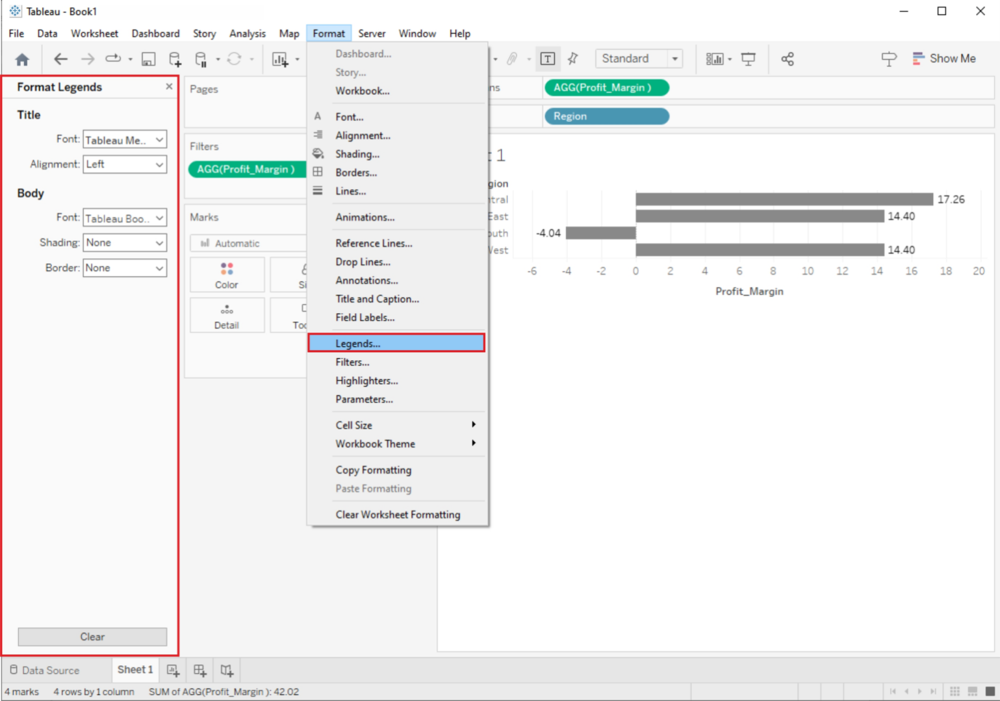 Tableau - Book1
File Data Worksheet Dashboard Story Analysis Map Format Server Window Help
Standard
Show Me
Format Legends
Title
Font: Tableau Me..
Alignment: Left
Body
Font: Tableau Boo..
Shading: None
Border: None
Clear
Pages
Filters
AGG(Profit_Margin )
Marks
Automatic
Color
Si
Detail
Too
Dashboard...
Story...
Workbook...
A Font...
Alignment...
Shading...
Borders...
Lines...
Animations...
Reference Lines...
Drop Lines...
Annotations...
Title and Caption...
Field Labels...
Legends...
Filters...
Highlighters...
Parameters...
Cell Size
Workbook Theme
Copy Formatting
Paste Formatting
Clear Worksheet Formatting
ns AGG(Profit_Margin )
Region
1
gion
tral 17.26
East 14.40
outh -4.04
Vest 14.40
-6 -4 -2 0 2 4 6 8 10 12 14 16 18 20
Profit_Margin
Data Source Sheet 1
4 marks 4 rows by 1 column SUM of AGG(Profit_Margin ): 42.02